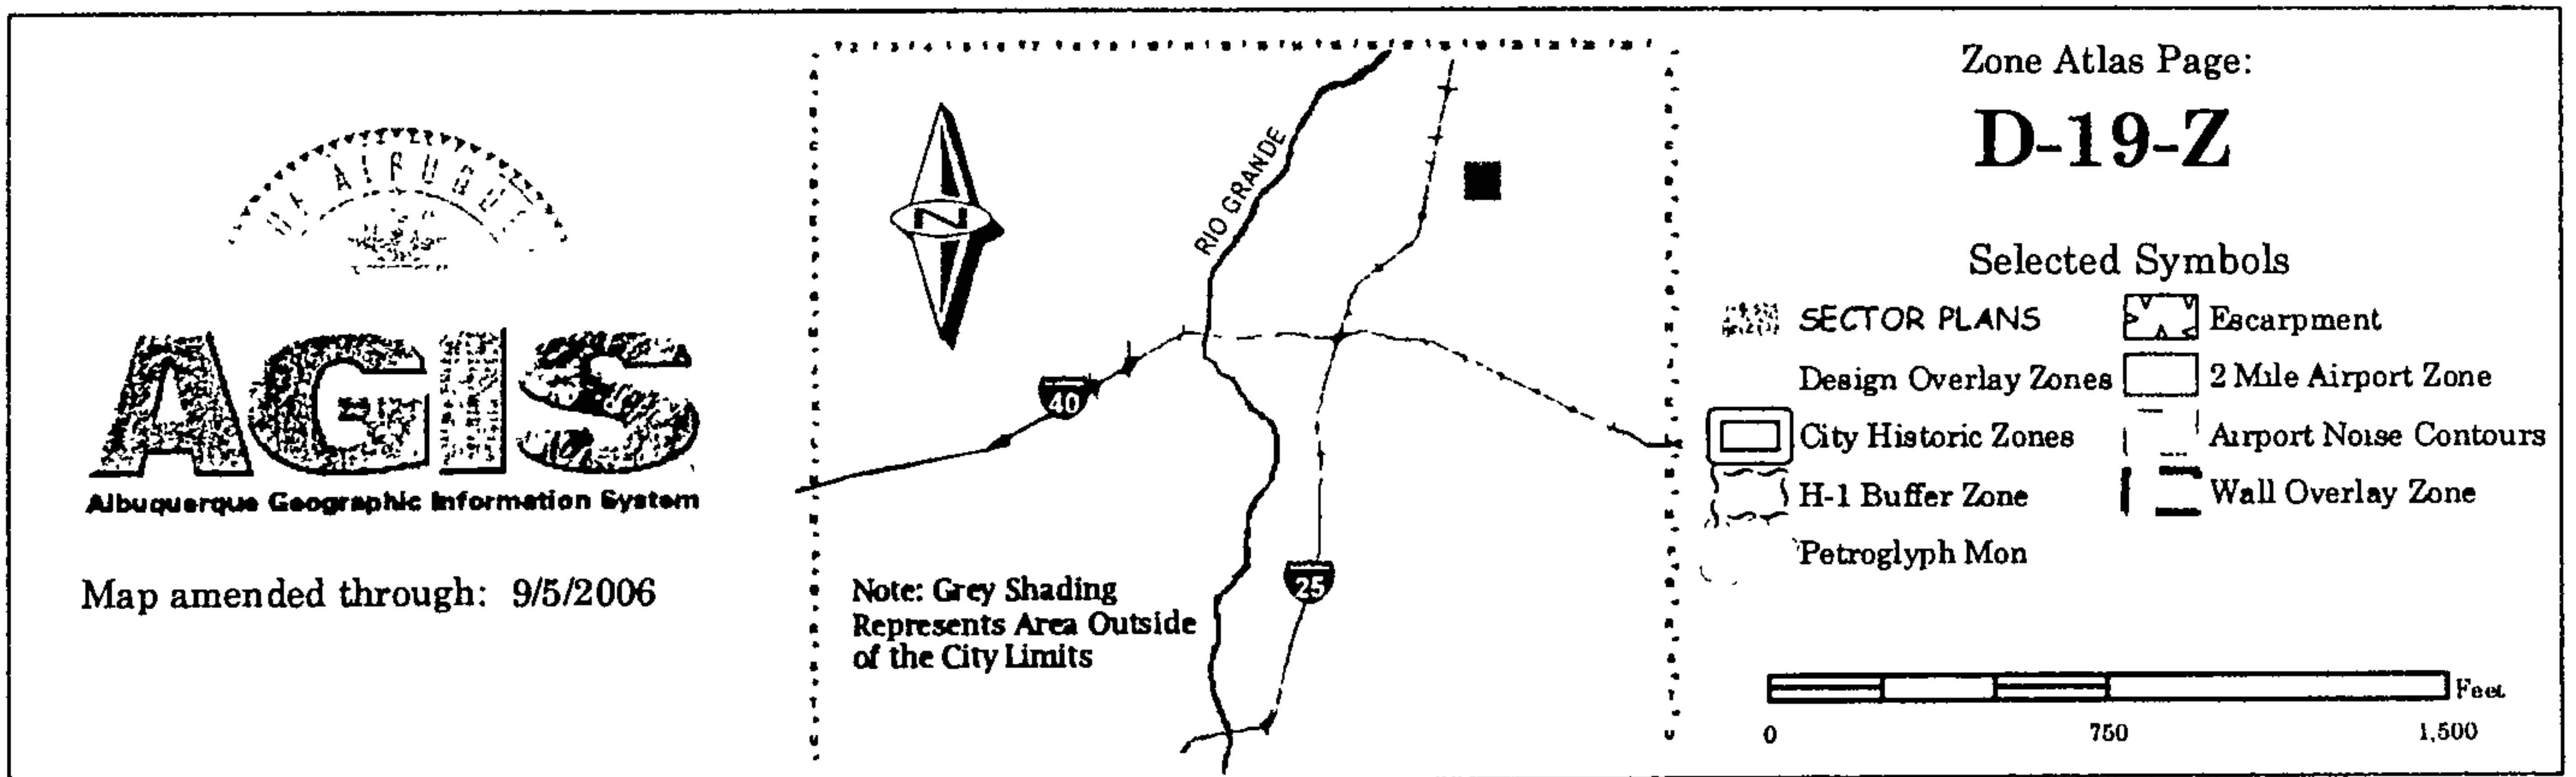 AGIS
Albuquerque Geographic Information System
Map amended through: 9/5/2006
N
RIO GRANDE
40
25
Note: Grey Shading
Represents Area Outside
of the City Limits
Zone Atlas Page:
D-19-Z
Selected Symbols
SECTOR PLANS
Escarpment
Design Overlay Zones
2 Mile Airport Zone
City Historic Zones
Airport Noise Contours
H-1 Buffer Zone
Wall Overlay Zone
Petroglyph Mon
Feet
0 750 1,500